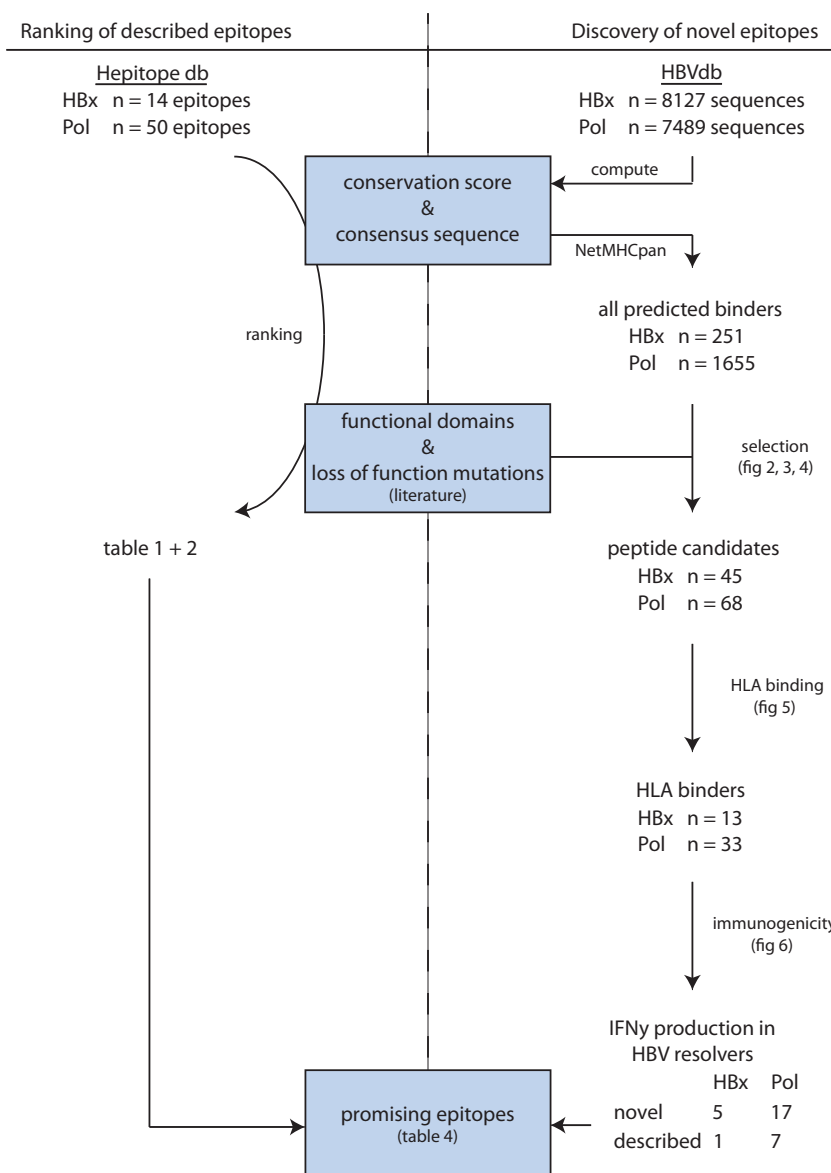 Ranking of described epitopes
Discovery of novel epitopes
Hepitope db
HBx n = 14 epitopes
Pol n = 50 epitopes
HBVdb
HBx n = 8127 sequences
Pol n = 7489 sequences
compute
conservation score
&
consensus sequence
NetMHCpan
all predicted binders
HBx n = 251
Pol n = 1655
ranking
functional domains
&
loss of function mutations
(literature)
selection
(fig 2, 3, 4)
table 1 + 2
peptide candidates
HBx n = 45
Pol n = 68
HLA binding
(fig 5)
HLA binders
HBx n = 13
Pol n = 33
immunogenicity
(fig 6)
IFNy production in
HBV resolvers
HBx Pol
novel 5 17
described 1 7
promising epitopes
(table 4)